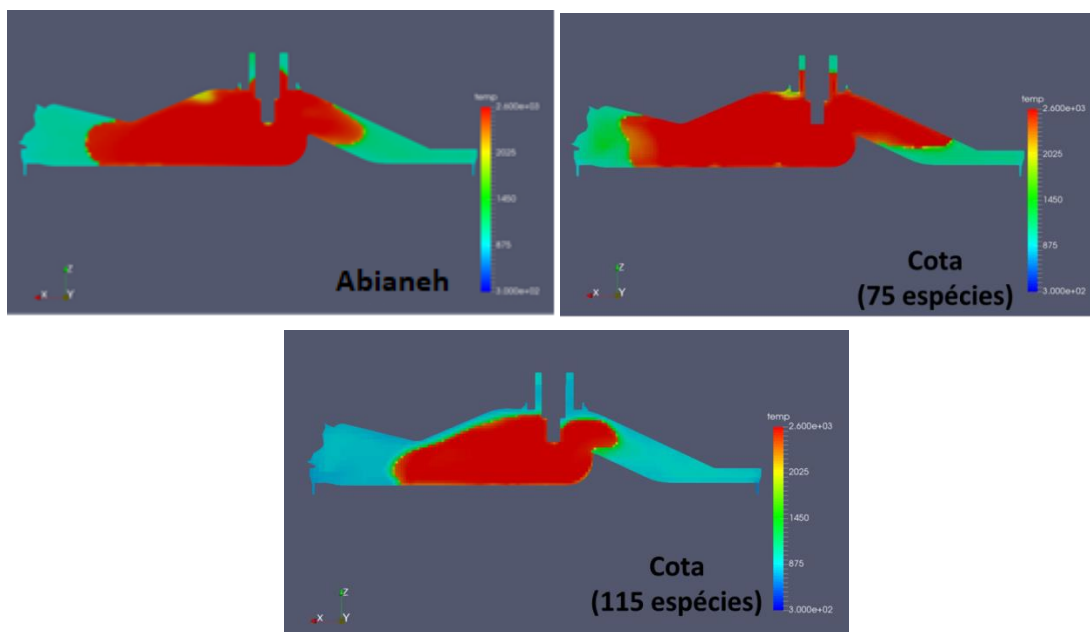 temp
2.600e+03
2025
1450
875
3.000e+02
Z
X
Y
Abianeh
temp
2.600e+03
2025
1450
875
3.000e+02
Z
X
Y
Cota
(75 espécies)
temp
2.600e+03
2025
1450
875
3.000e+02
Z
X
Y
Cota
(115 espécies)